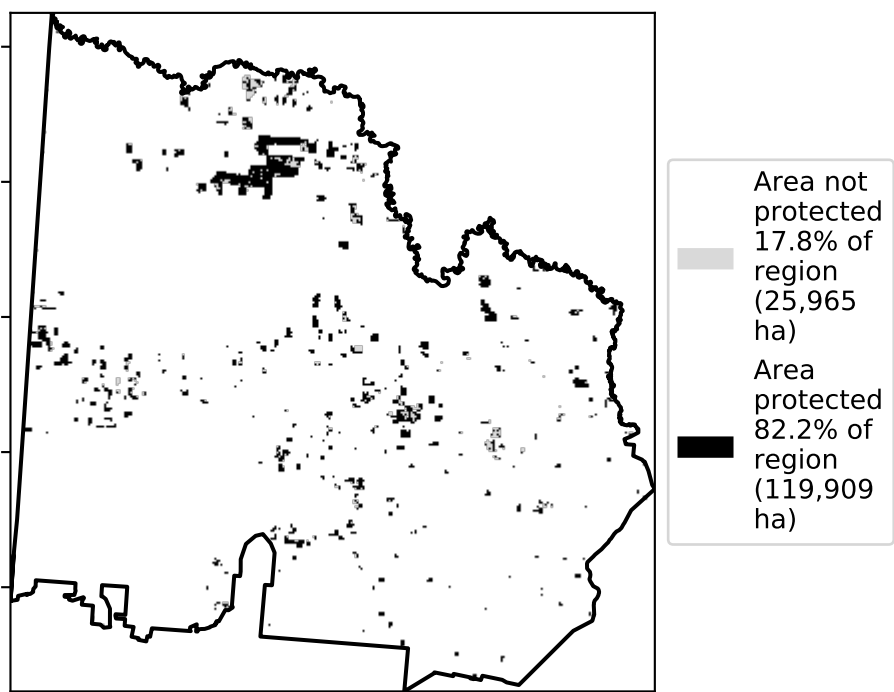 Area not
protected
17.8% of
region
(25,965
ha)
Area
protected
82.2% of
region
(119,909
ha)